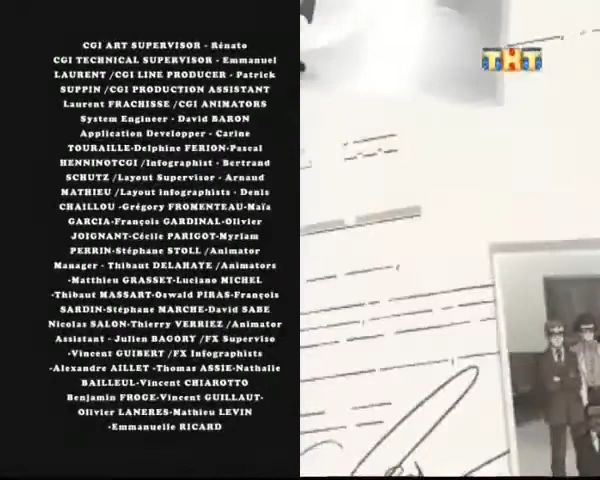 CGI ART SUPERVISOR - Rénato
CGI TECHNICAL SUPERVISOR - Emmanuel
LAURENT /CGI LINE PRODUCER - Patrick
SUPPIN /CGI PRODUCTION ASSISTANT
Laurent FRACHISSE /CGI ANIMATORS
System Engineer - David BARON
Application Developper - Carine
TOURAILLE-Delphine FERION-Pascal
HENNINOTCGI /Infographist - Bertrand
SCHUTZ /Layout Supervisor - Arnaud
MATHIEU /Layout infographists - Denis
CHAILLOU -Grégory FROMENTEAU-Maïa
GARCIA-François GARDINAL-Olivier
JOIGNANT-Cécile PARIGOT-Myriam
PERRIN-Stéphane STOLL /Animator
Manager - Thibaut DELAHAYE /Animators
-Matthieu GRASSET-Luciano MICHEL
-Thibaut MASSART-Oswald PIRAS-François
SARDIN-Stéphane MARCHE-David SABE
Nicolas SALON-Thierry VERRIEZ /Animator
Assistant - Julien BAGORY /FX Superviso
-Vincent GUIBERT /FX Infographists
-Alexandre AILLET -Thomas ASSIE-Nathalie
BAILLEUL-Vincent CHIAROTTO
Benjamin FROGE-Vincent GUILLAUT-
Olivier LANERES-Mathieu LEVIN
-Emmanuelle RICARD
ТНТ